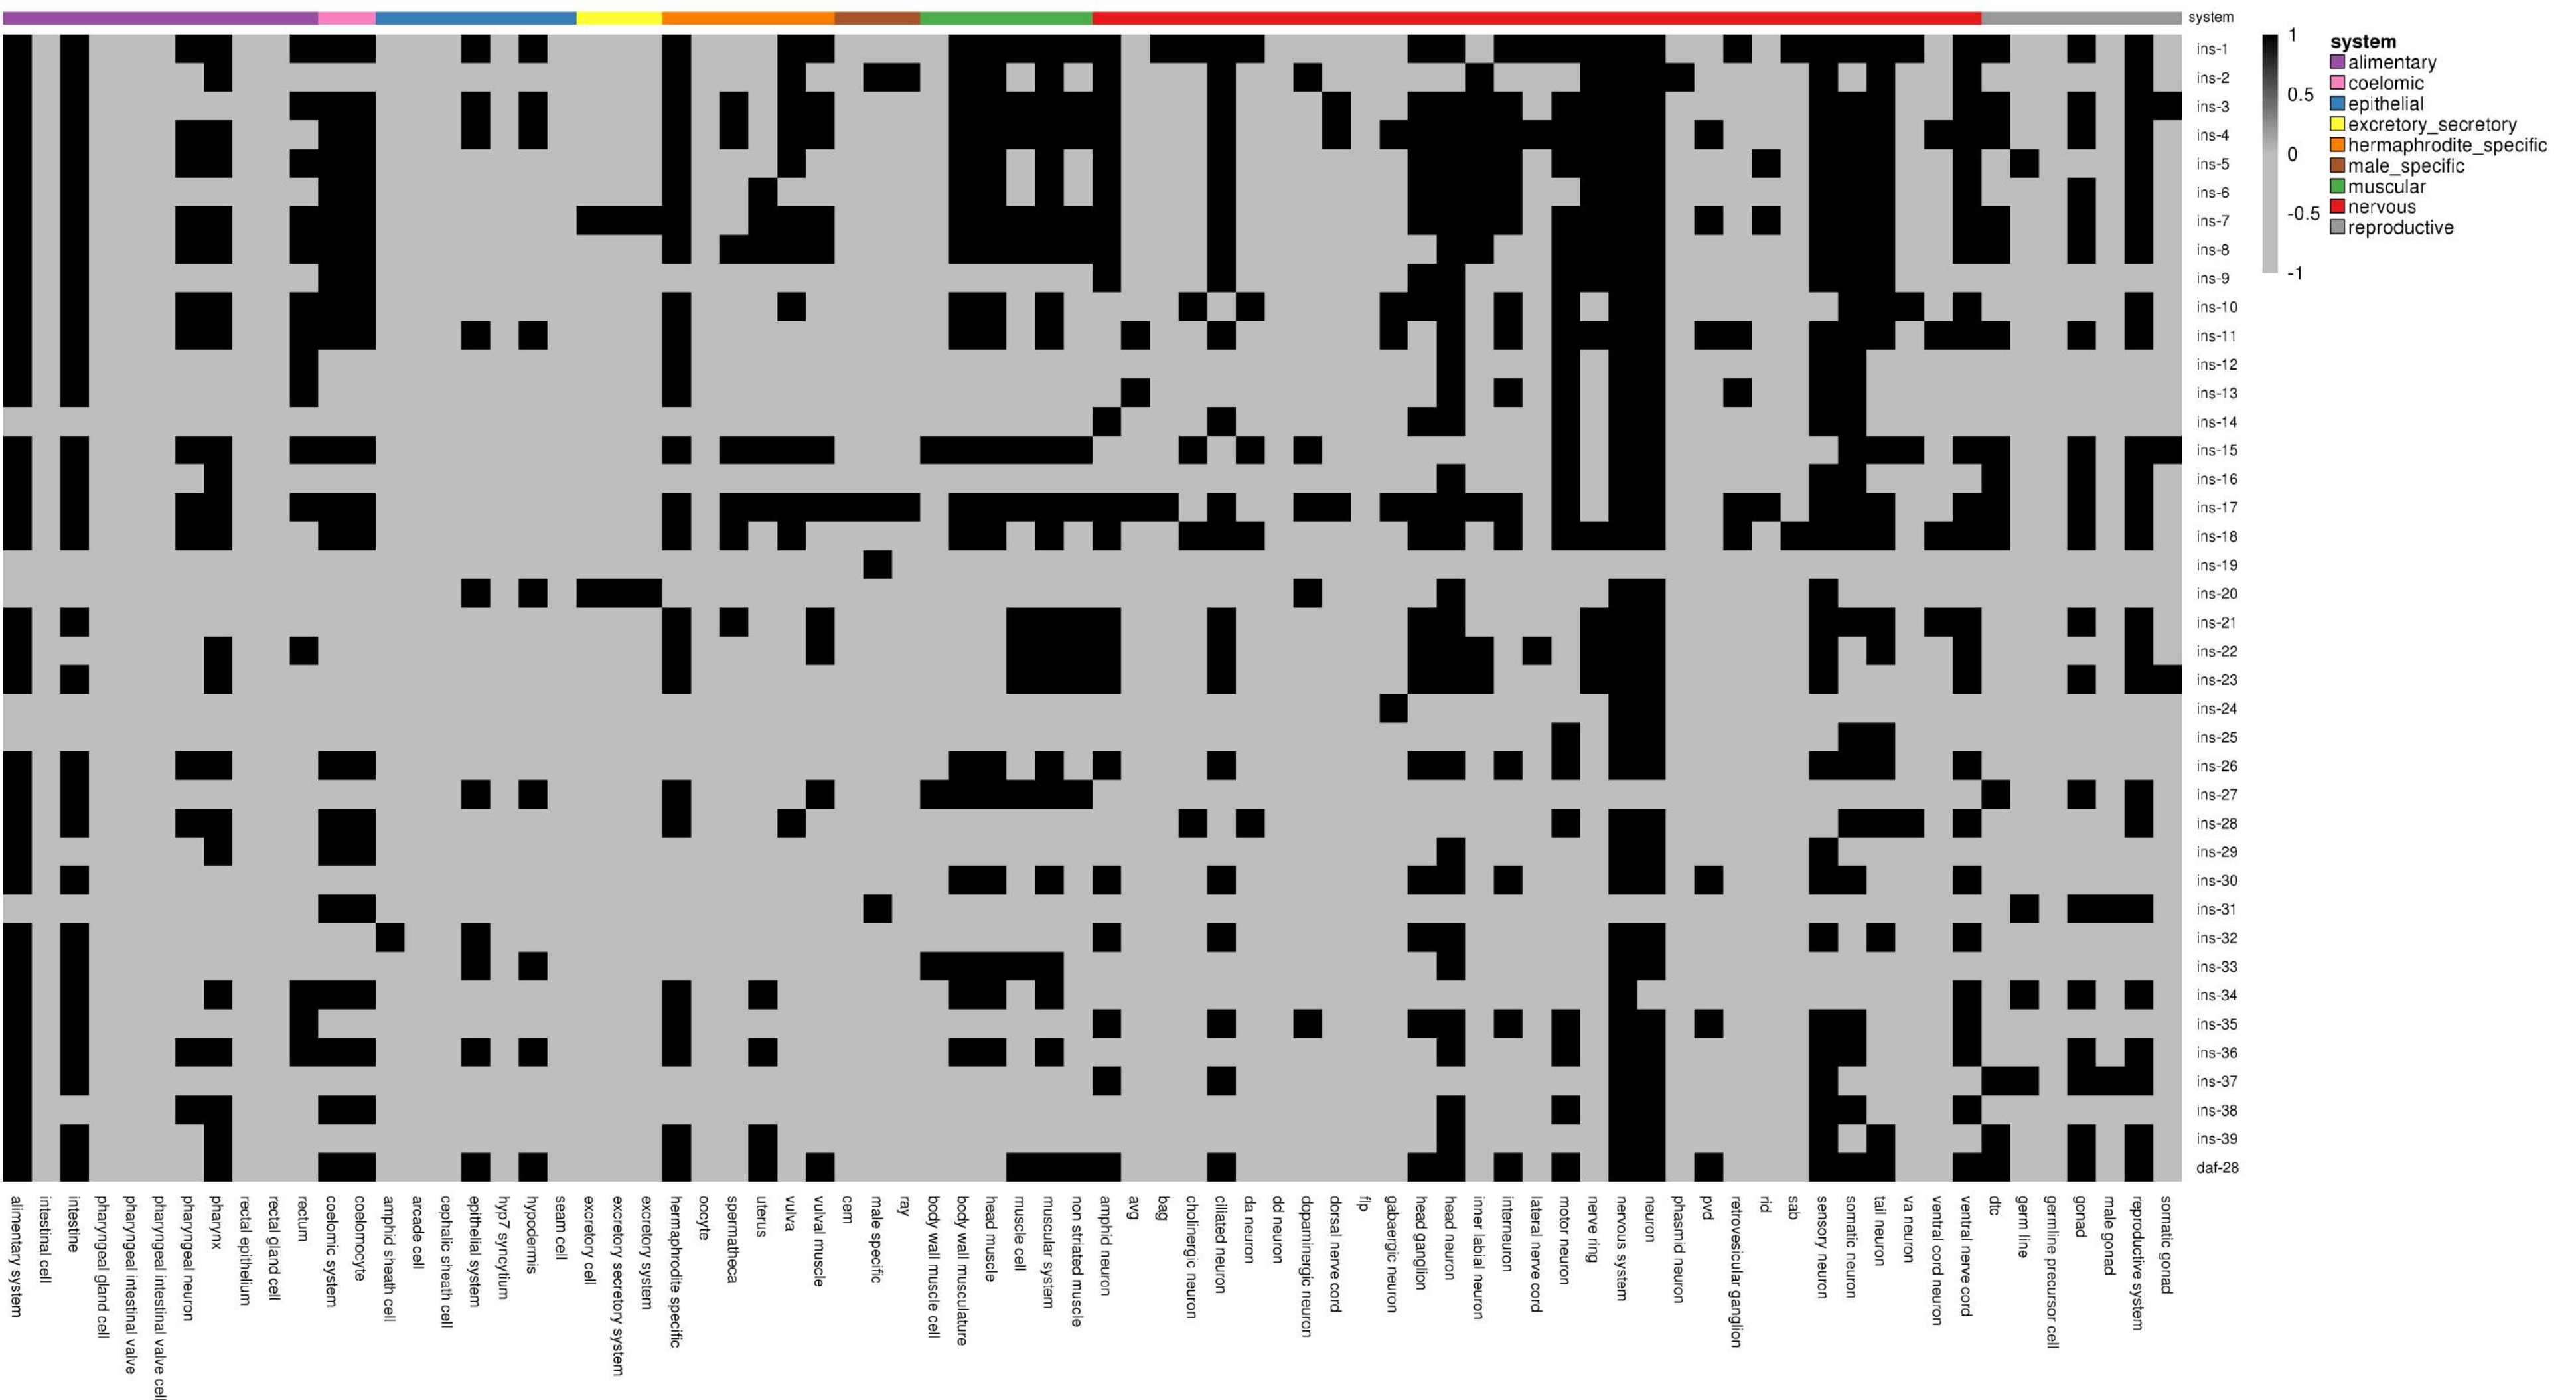 system
ins-1
ins-2
ins-3
ins-4
ins-5
ins-6
ins-7
ins-8
ins-9
ins-10
ins-11
ins-12
ins-13
ins-14
ins-15
ins-16
ins-17
ins-18
ins-19
ins-20
ins-21
ins-22
ins-23
ins-24
ins-25
ins-26
ins-27
ins-28
ins-29
ins-30
ins-31
ins-32
ins-33
ins-34
ins-35
ins-36
ins-37
ins-38
ins-39
daf-28
1
0.5
0
-0.5
-1
system
alimentary
coelomic
epithelial
excretory_secretory
hermaphrodite_specific
male_specific
muscular
nervous
reproductive
alimentary system
intestinal cell
intestine
pharyngeal gland cell
pharyngeal intestinal valve
pharyngeal intestinal valve cell
pharyngeal neuron
pharynx
rectal epithelium
rectal gland cell
rectum
coelomic system
coelomocyte
amphid sheath cell
arcade cell
cephalic sheath cell
epithelial system
hyp7 syncytium
hypodermis
seam cell
excretory cell
excretory secretory system
excretory system
hermaphrodite specific
oocyte
spermatheca
uterus
vulva
vulval muscle
cem
male specific
ray
body wall muscle cell
body wall musculature
head muscle
muscle cell
muscular system
non striated muscle
amphid neuron
avg
bag
cholinergic neuron
ciliated neuron
da neuron
dd neuron
dopaminergic neuron
dorsal nerve cord
flp
gabaergic neuron
head ganglion
head neuron
inner labial neuron
interneuron
lateral nerve cord
motor neuron
nerve ring
nervous system
neuron
phasmid neuron
pvd
retrovesicular ganglion
rid
sab
sensory neuron
somatic neuron
tail neuron
va neuron
ventral cord neuron
ventral nerve cord
dtc
germ line
germline precursor cell
gonad
male gonad
reproductive system
somatic gonad